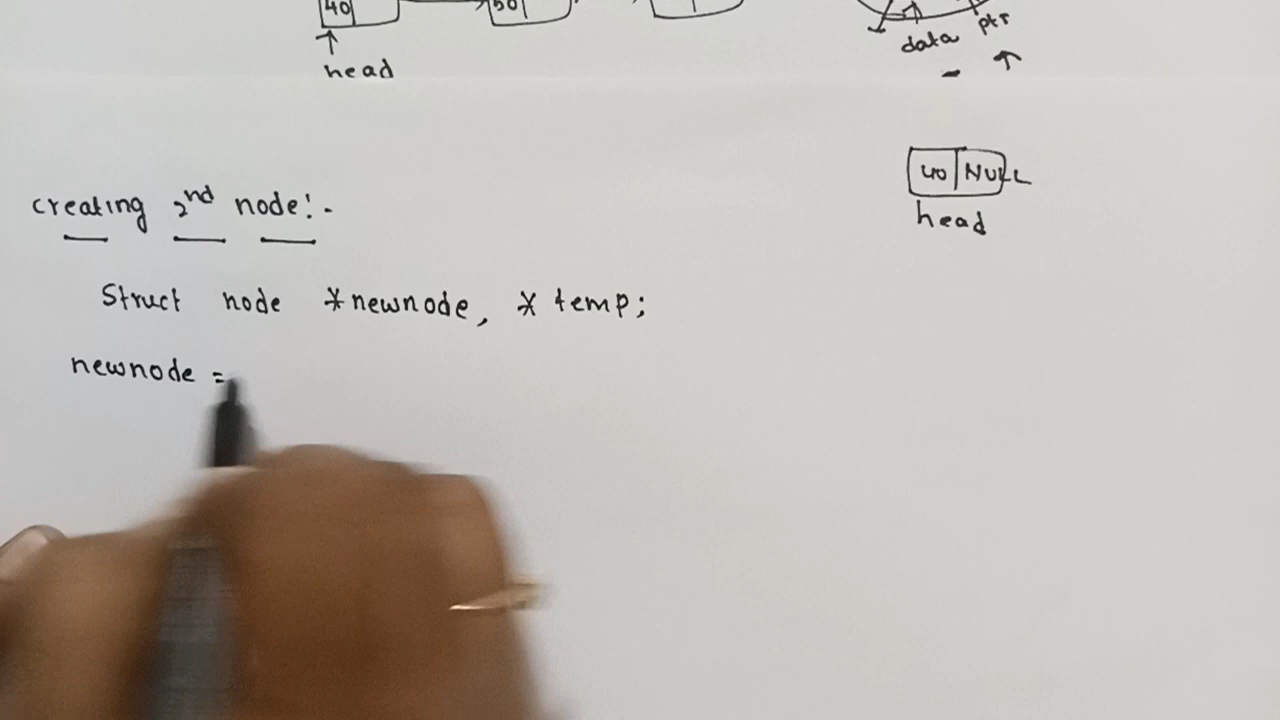 40 50
head
data ptr
40 NULL
head
creating 2nd node:-
Struct node *newnode, * temp;
newnode =